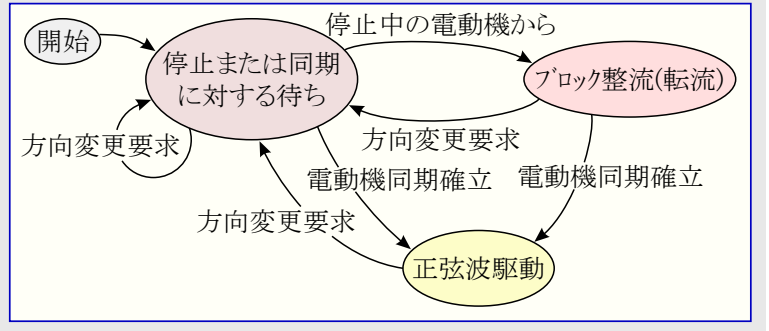 停止中の電動機から
開始
停止または同期
に対する待ち
ブロック整流(転流)
方向変更要求
方向変更要求
電動機同期確立
電動機同期確立
方向変更要求
正弦波駆動